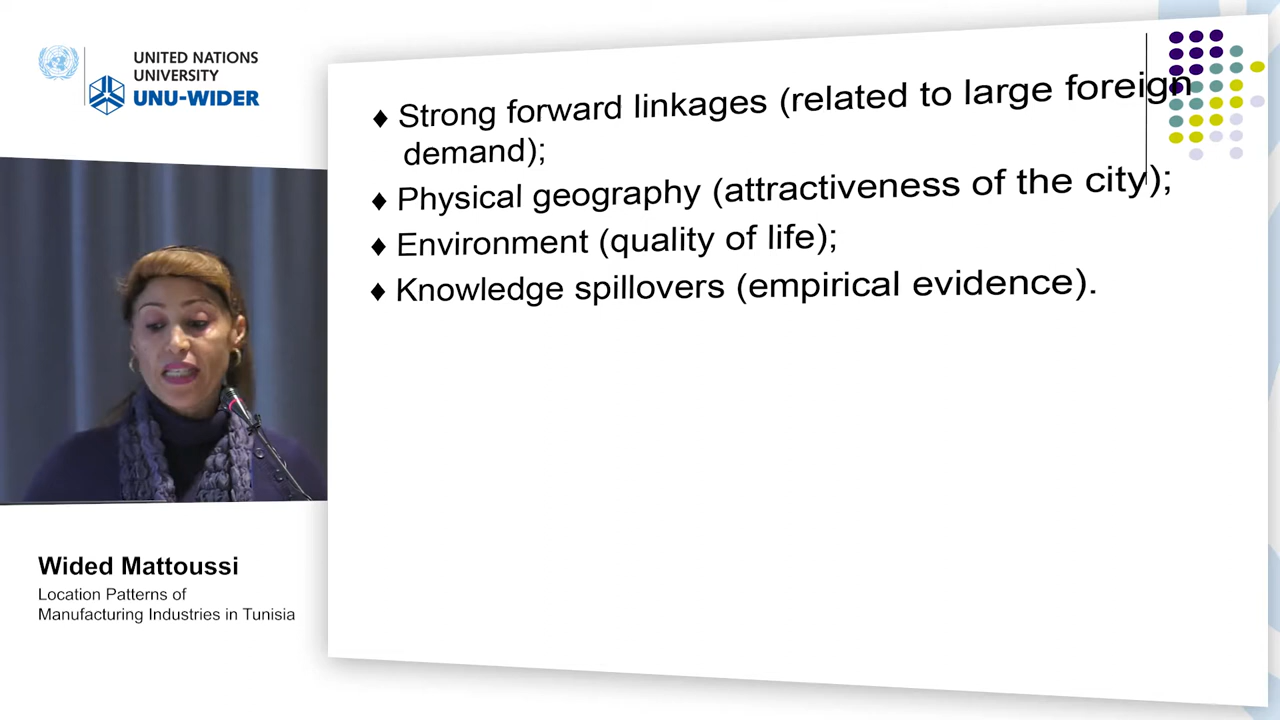 UNITED NATIONS
UNIVERSITY
UNU-WIDER
♦ Strong forward linkages (related to large foreign
demand);
♦ Physical geography (attractiveness of the city);
♦ Environment (quality of life);
♦ Knowledge spillovers (empirical evidence).
Wided Mattoussi
Location Patterns of
Manufacturing Industries in Tunisia